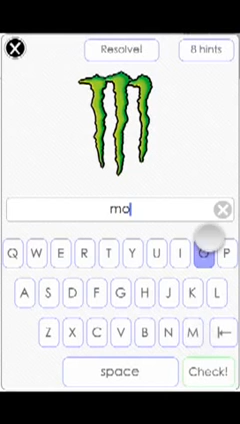 X
Resolve!
8 hints
mo
Q W E R T Y U I O P
A S D F G H J K L
Z X C V B N M
space
Check!